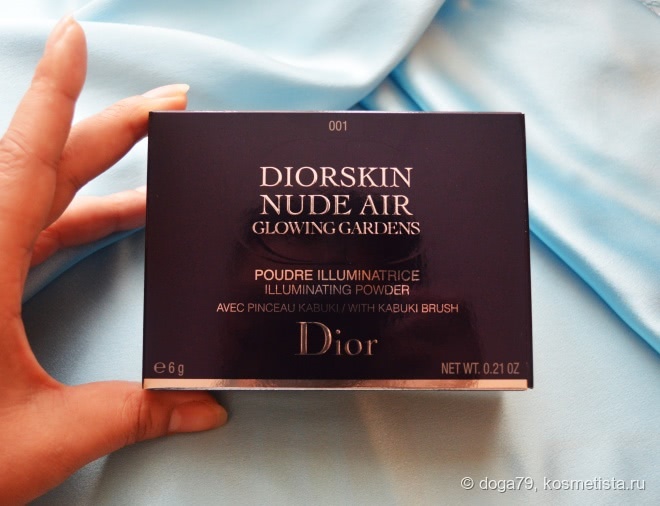 001
DIORSKIN
NUDE AIR
GLOWING GARDENS
POUDRE ILLUMINATRICE
ILLUMINATING POWDER
AVEC PINCEAU KABUKI / WITH KABUKI BRUSH
Dior
℮ 6 g NET WT. 0.21 OZ
© doga79, kosmetista.ru